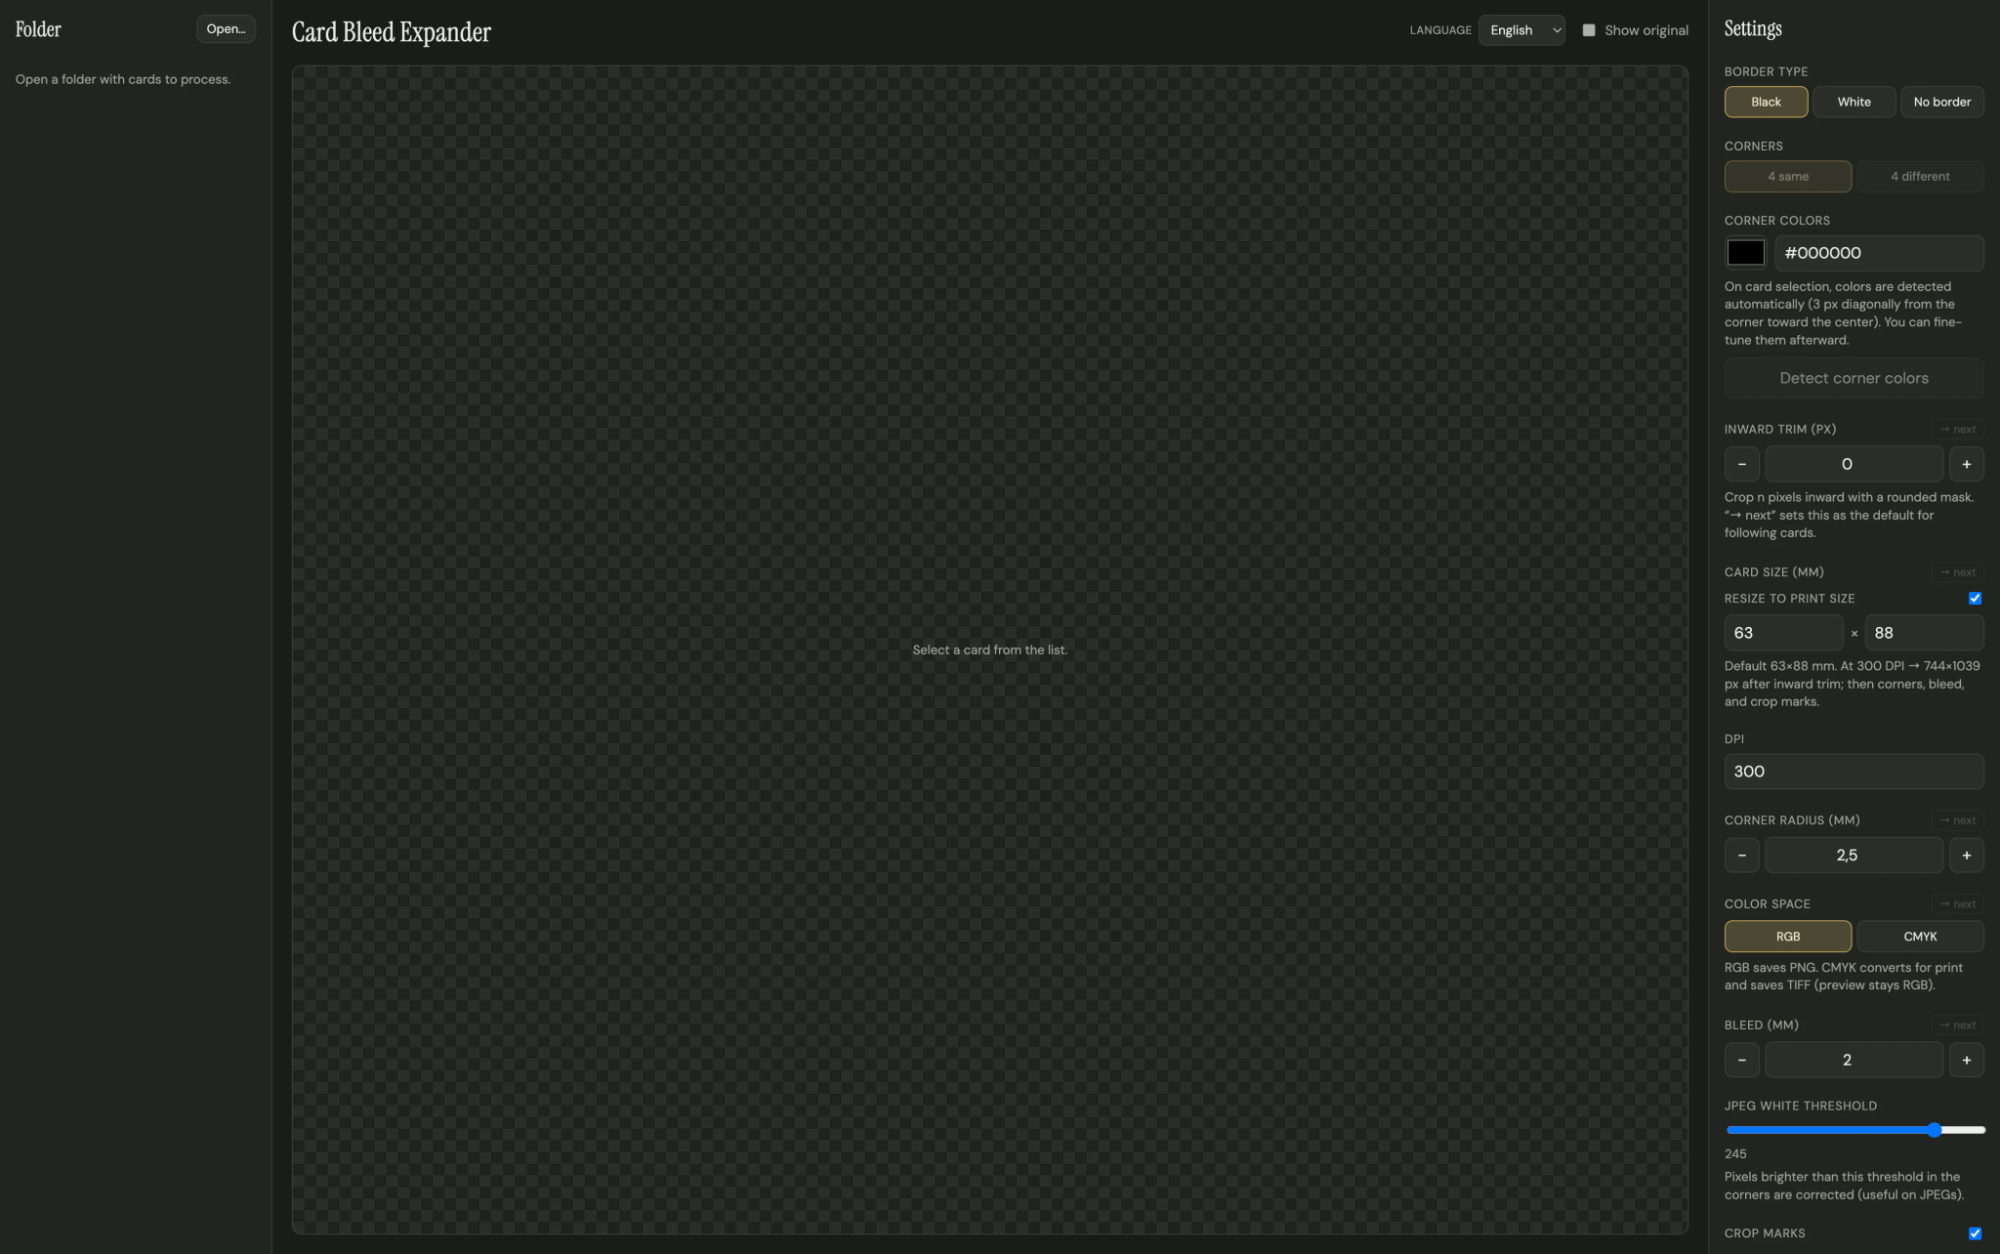 Folder
Open...
Open a folder with cards to process.
Card Bleed Expander
LANGUAGE
English
Show original
Select a card from the list.
Settings
BORDER TYPE
Black
White
No border
CORNERS
4 same
4 different
CORNER COLORS
#000000
On card selection, colors are detected
automatically (3 px diagonally from the
corner toward the center). You can fine-
tune them afterward.
Detect corner colors
INWARD TRIM (PX)
→ next
-
0
+
Crop n pixels inward with a rounded mask.
"→ next" sets this as the default for
following cards.
CARD SIZE (MM)
→ next
RESIZE TO PRINT SIZE
63
×
88
Default 63×88 mm. At 300 DPI → 744×1039
px after inward trim; then corners, bleed,
and crop marks.
DPI
300
CORNER RADIUS (MM)
→ next
-
2,5
+
COLOR SPACE
→ next
RGB
CMYK
RGB saves PNG. CMYK converts for print
and saves TIFF (preview stays RGB).
BLEED (MM)
→ next
-
2
+
JPEG WHITE THRESHOLD
245
Pixels brighter than this threshold in the
corners are corrected (useful on JPEGs).
CROP MARKS